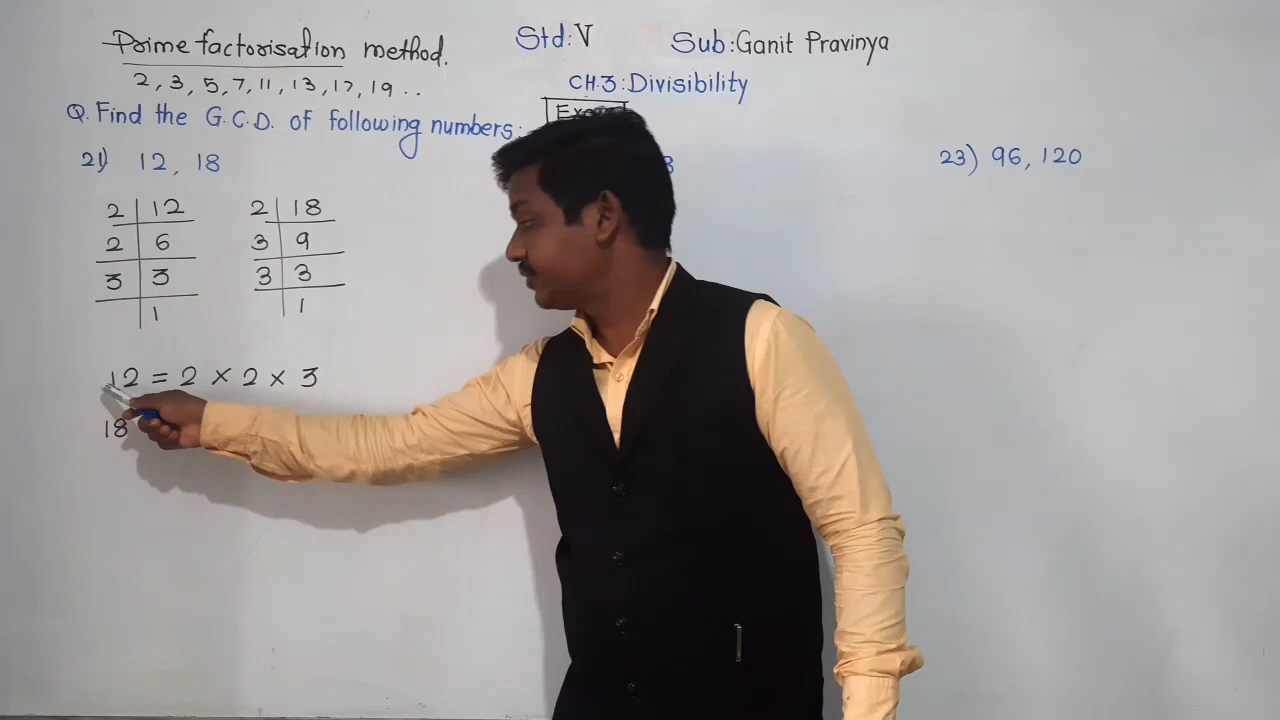 Prime factorisation method.
2, 3, 5, 7, 11, 13, 17, 19 ..
Std: V
Sub: Ganit Pravinya
CH.3: Divisibility
Q. Find the G.C.D. of following numbers:
21) 12, 18
2 | 12
2 | 6
3 | 3
1
2 | 18
3 | 9
3 | 3
1
12 = 2 × 2 × 3
18
23) 96, 120